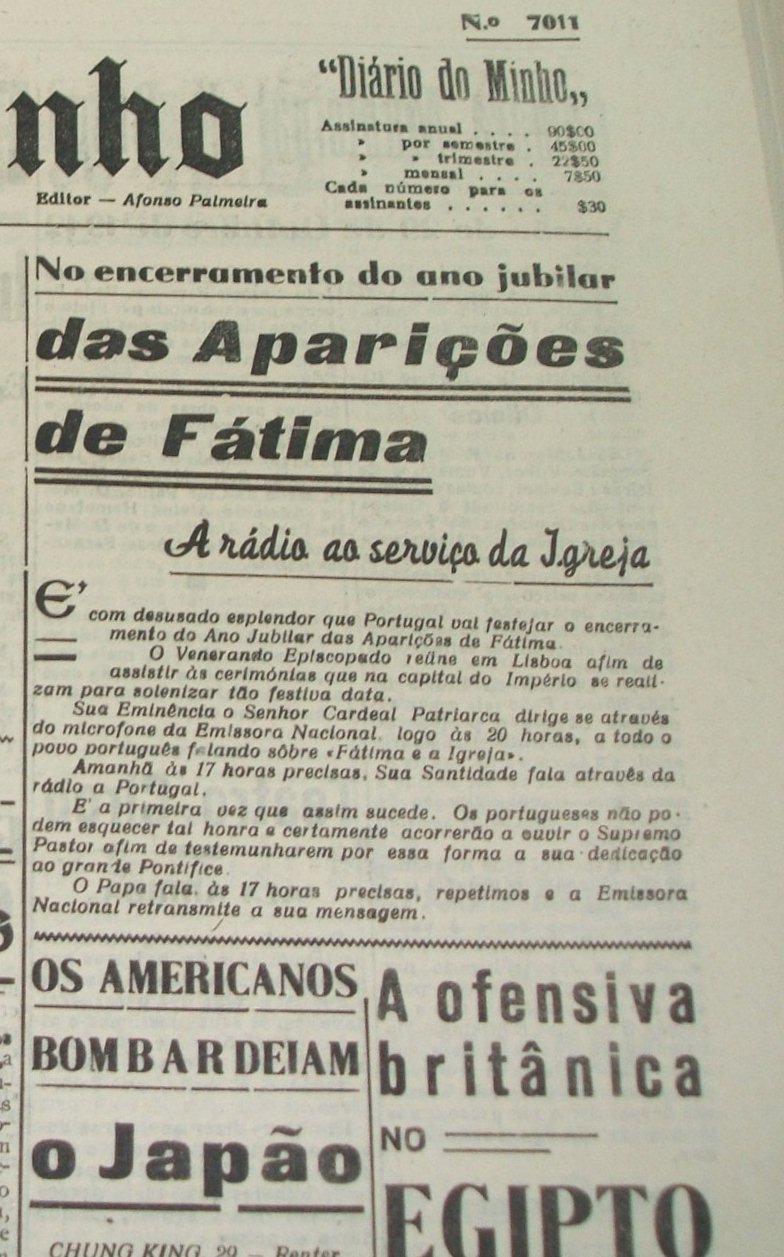 N.o 7011
nho
Editor — Afonso Palmeira
“Diário do Minho„
Assinatura anual . . . . 90$00
» por semestre . 45$00
» » trimestre . 22$50
» mensal . . . . 7$50
Cada número para os
assinantes . . . . . . $30
No encerramento do ano jubilar
das Aparições
de Fátima
A rádio ao serviço da Igreja
E’ com desusado esplendor que Portugal vai festejar o encerra-
mento do Ano Jubilar das Aparições de Fátima.
O Venerando Episcopado reüne em Lisboa afim de
assistir às cerimónias que na capital do Império se reali-
zam para solenizar tão festiva data.
Sua Eminência o Senhor Cardeal Patriarca dirige se através
do microfone da Emissora Nacional. logo às 20 horas, a todo o
povo português falando sôbre «Fátima e a Igreja».
Amanhã às 17 horas precisas, Sua Santidade fala através da
rádio a Portugal.
E’ a primeira vez que assim sucede. Os portugueses não po-
dem esquecer tal honra e certamente acorrerão a ouvir o Supremo
Pastor afim de testemunharem por essa forma a sua dedicação
ao grande Pontífice.
O Papa fala, às 17 horas precisas, repetimos e a Emissora
Nacional retransmite a sua mensagem.
OS AMERICANOS
BOMBARDEIAM
o Japão
CHUNG KING, 29 — Renter
A ofensiva
britânica
NO
EGIPTO